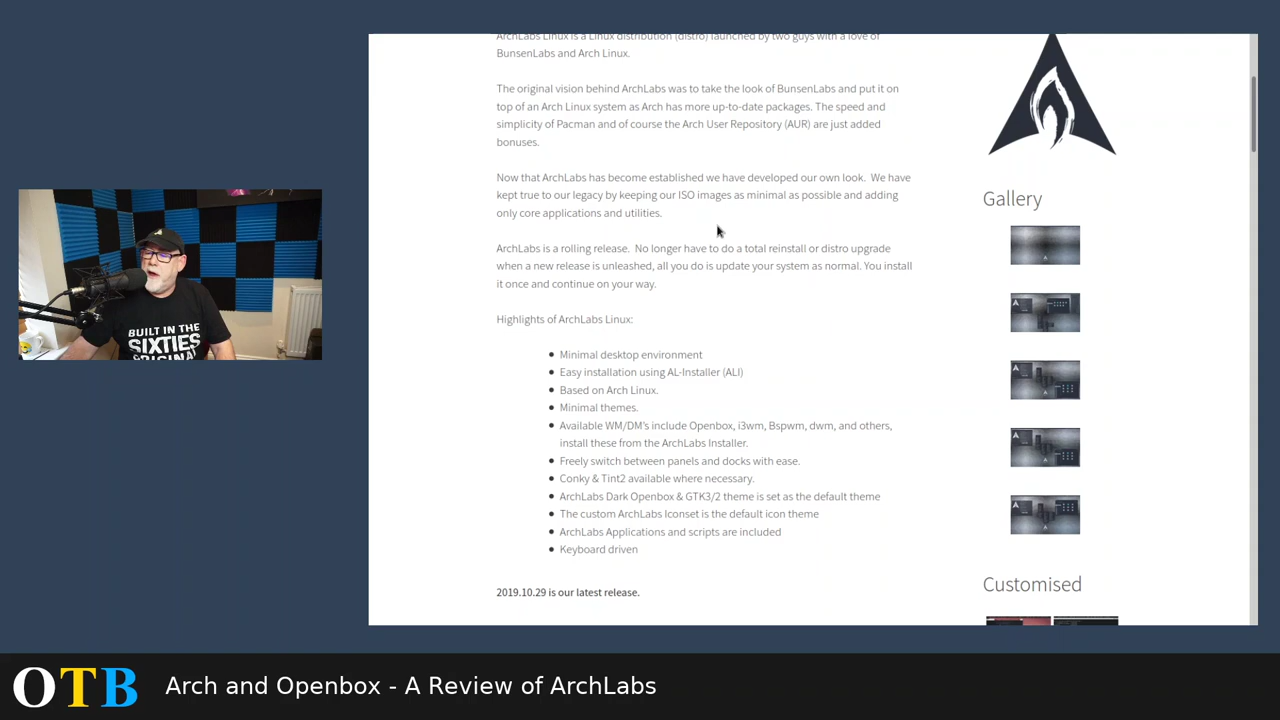 ArchLabs Linux is a Linux distribution (distro) launched by two guys with a love of
BunsenLabs and Arch Linux.
The original vision behind ArchLabs was to take the look of BunsenLabs and put it on
top of an Arch Linux system as Arch has more up-to-date packages. The speed and
simplicity of Pacman and of course the Arch User Repository (AUR) are just added
bonuses.
Now that ArchLabs has become established we have developed our own look. We have
kept true to our legacy by keeping our ISO images as minimal as possible and adding
only core applications and utilities.
ArchLabs is a rolling release. No longer have to do a total reinstall or distro upgrade
when a new release is unleashed, all you do is update your system as normal. You install
it once and continue on your way.
Highlights of ArchLabs Linux:
Minimal desktop environment
Easy installation using AL-Installer (ALI)
Based on Arch Linux.
Minimal themes.
Available WM/DM's include Openbox, i3wm, Bspwm, dwm, and others,
install these from the ArchLabs Installer.
Freely switch between panels and docks with ease.
Conky & Tint2 available where necessary.
ArchLabs Dark Openbox & GTK3/2 theme is set as the default theme
The custom ArchLabs Iconset is the default icon theme
ArchLabs Applications and scripts are included
Keyboard driven
2019.10.29 is our latest release.
Gallery
Customised
BUILT IN THE
SIXTIES
ORIGINAL
OTB
Arch and Openbox - A Review of ArchLabs